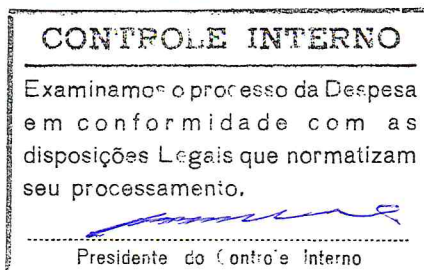 CONTROLE INTERNO
Examinamos o processo da Despesa
em conformidade com as
disposições Legais que normatizam
seu processamento.
Presidente do Controle Interno